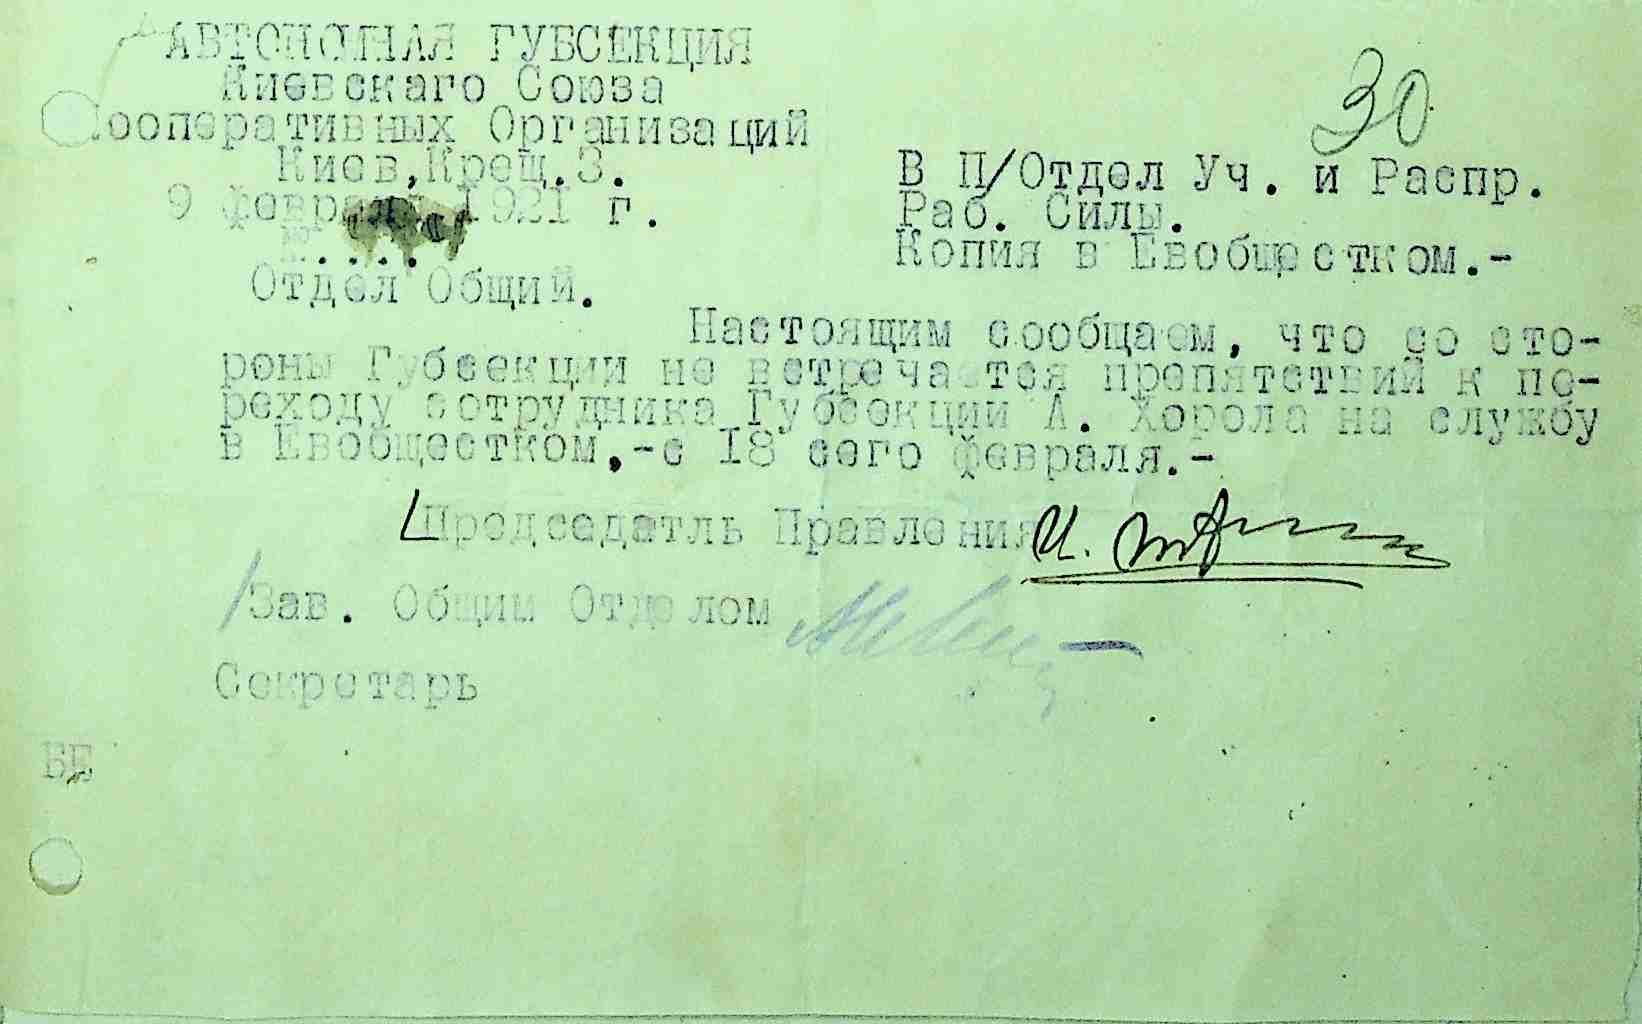 АВТОНОМНАЯ ГУБСЕКЦИЯ
Киевскаго Союза
Кооперативных Организаций
Киев,Крещ.3.
9 февраля 1921 г.
№.....
Отдел Общий.
30
В П/Отдел Уч. и Распр.
Раб. Силы.
Копия в Евобщестком.-
Настоящим сообщаем, что со сто-
роны Губсекции не встречается препятствий к пе-
реходу сотрудника Губсекции А. Хорола на службу
в Евобщестком,-с 18 сего февраля.-
Председатль Правления
/Зав. Общим Отделом
Секретарь